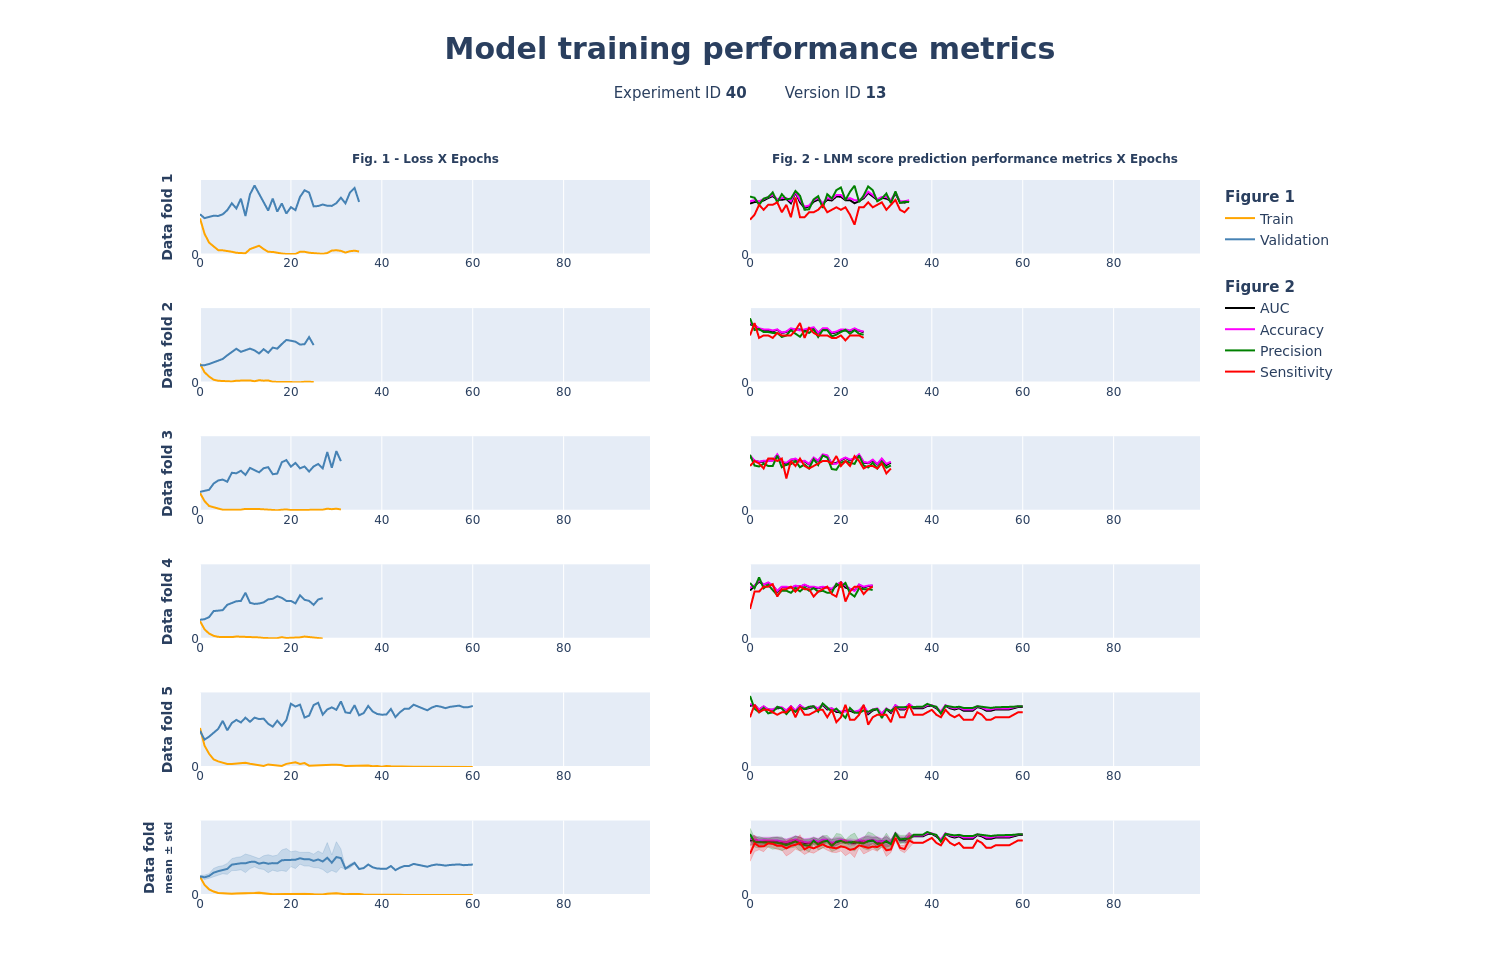 Model training performance metrics
Experiment ID 40 Version ID 13
Fig. 1 - Loss X Epochs
Fig. 2 - LNM score prediction performance metrics X Epochs
Data fold 1
0
0 20 40 60 80
0
0 20 40 60 80
Figure 1
Train
Validation
Figure 2
AUC
Accuracy
Precision
Sensitivity
Data fold 2
0
0 20 40 60 80
0
0 20 40 60 80
Data fold 3
0
0 20 40 60 80
0
0 20 40 60 80
Data fold 4
0
0 20 40 60 80
0
0 20 40 60 80
Data fold 5
0
0 20 40 60 80
0
0 20 40 60 80
Data fold
mean ± std
0
0 20 40 60 80
0
0 20 40 60 80